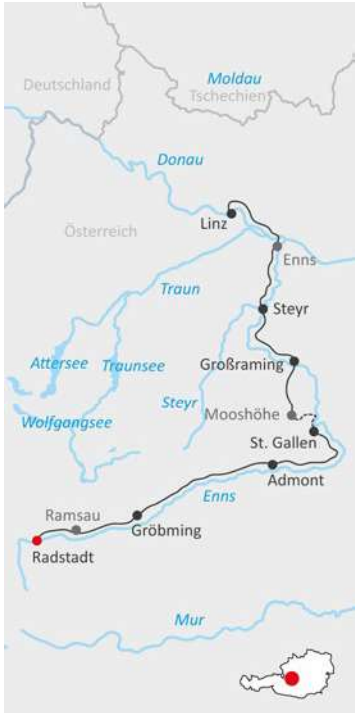 Moldau
Deutschland
Tschechien
Donau
Linz
Österreich
Enns
Traun
Steyr
Attersee
Traunsee
Großraming
Steyr
Mooshöhe
Wolfgangsee
St. Gallen
Admont
Enns
Ramsau
Gröbming
Radstadt
Mur